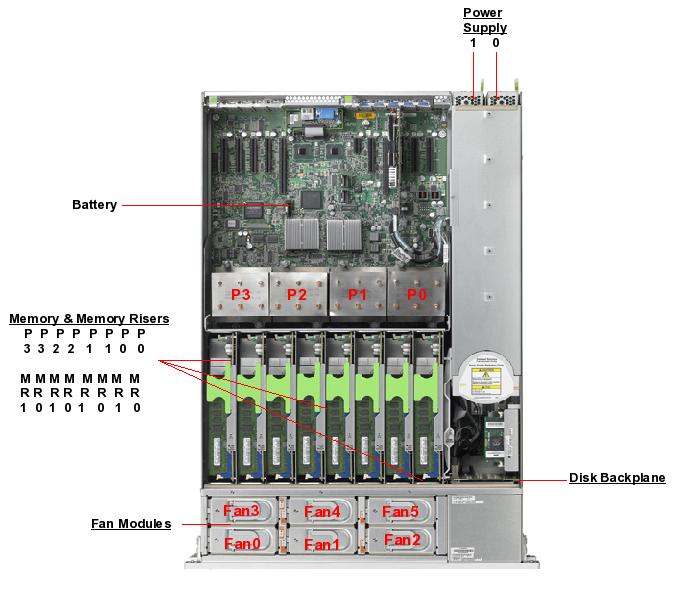 Power
Supply
1 0
Battery
P3 P2 P1 P0
Memory & Memory Risers
P P P P P P P P
3 3 2 2 1 1 0 0
M M M M M M M M
R R R R R R R R
1 0 1 0 1 0 1 0
Disk Backplane
Fan3 Fan4 Fan5
Fan Modules
Fan0 Fan1 Fan2